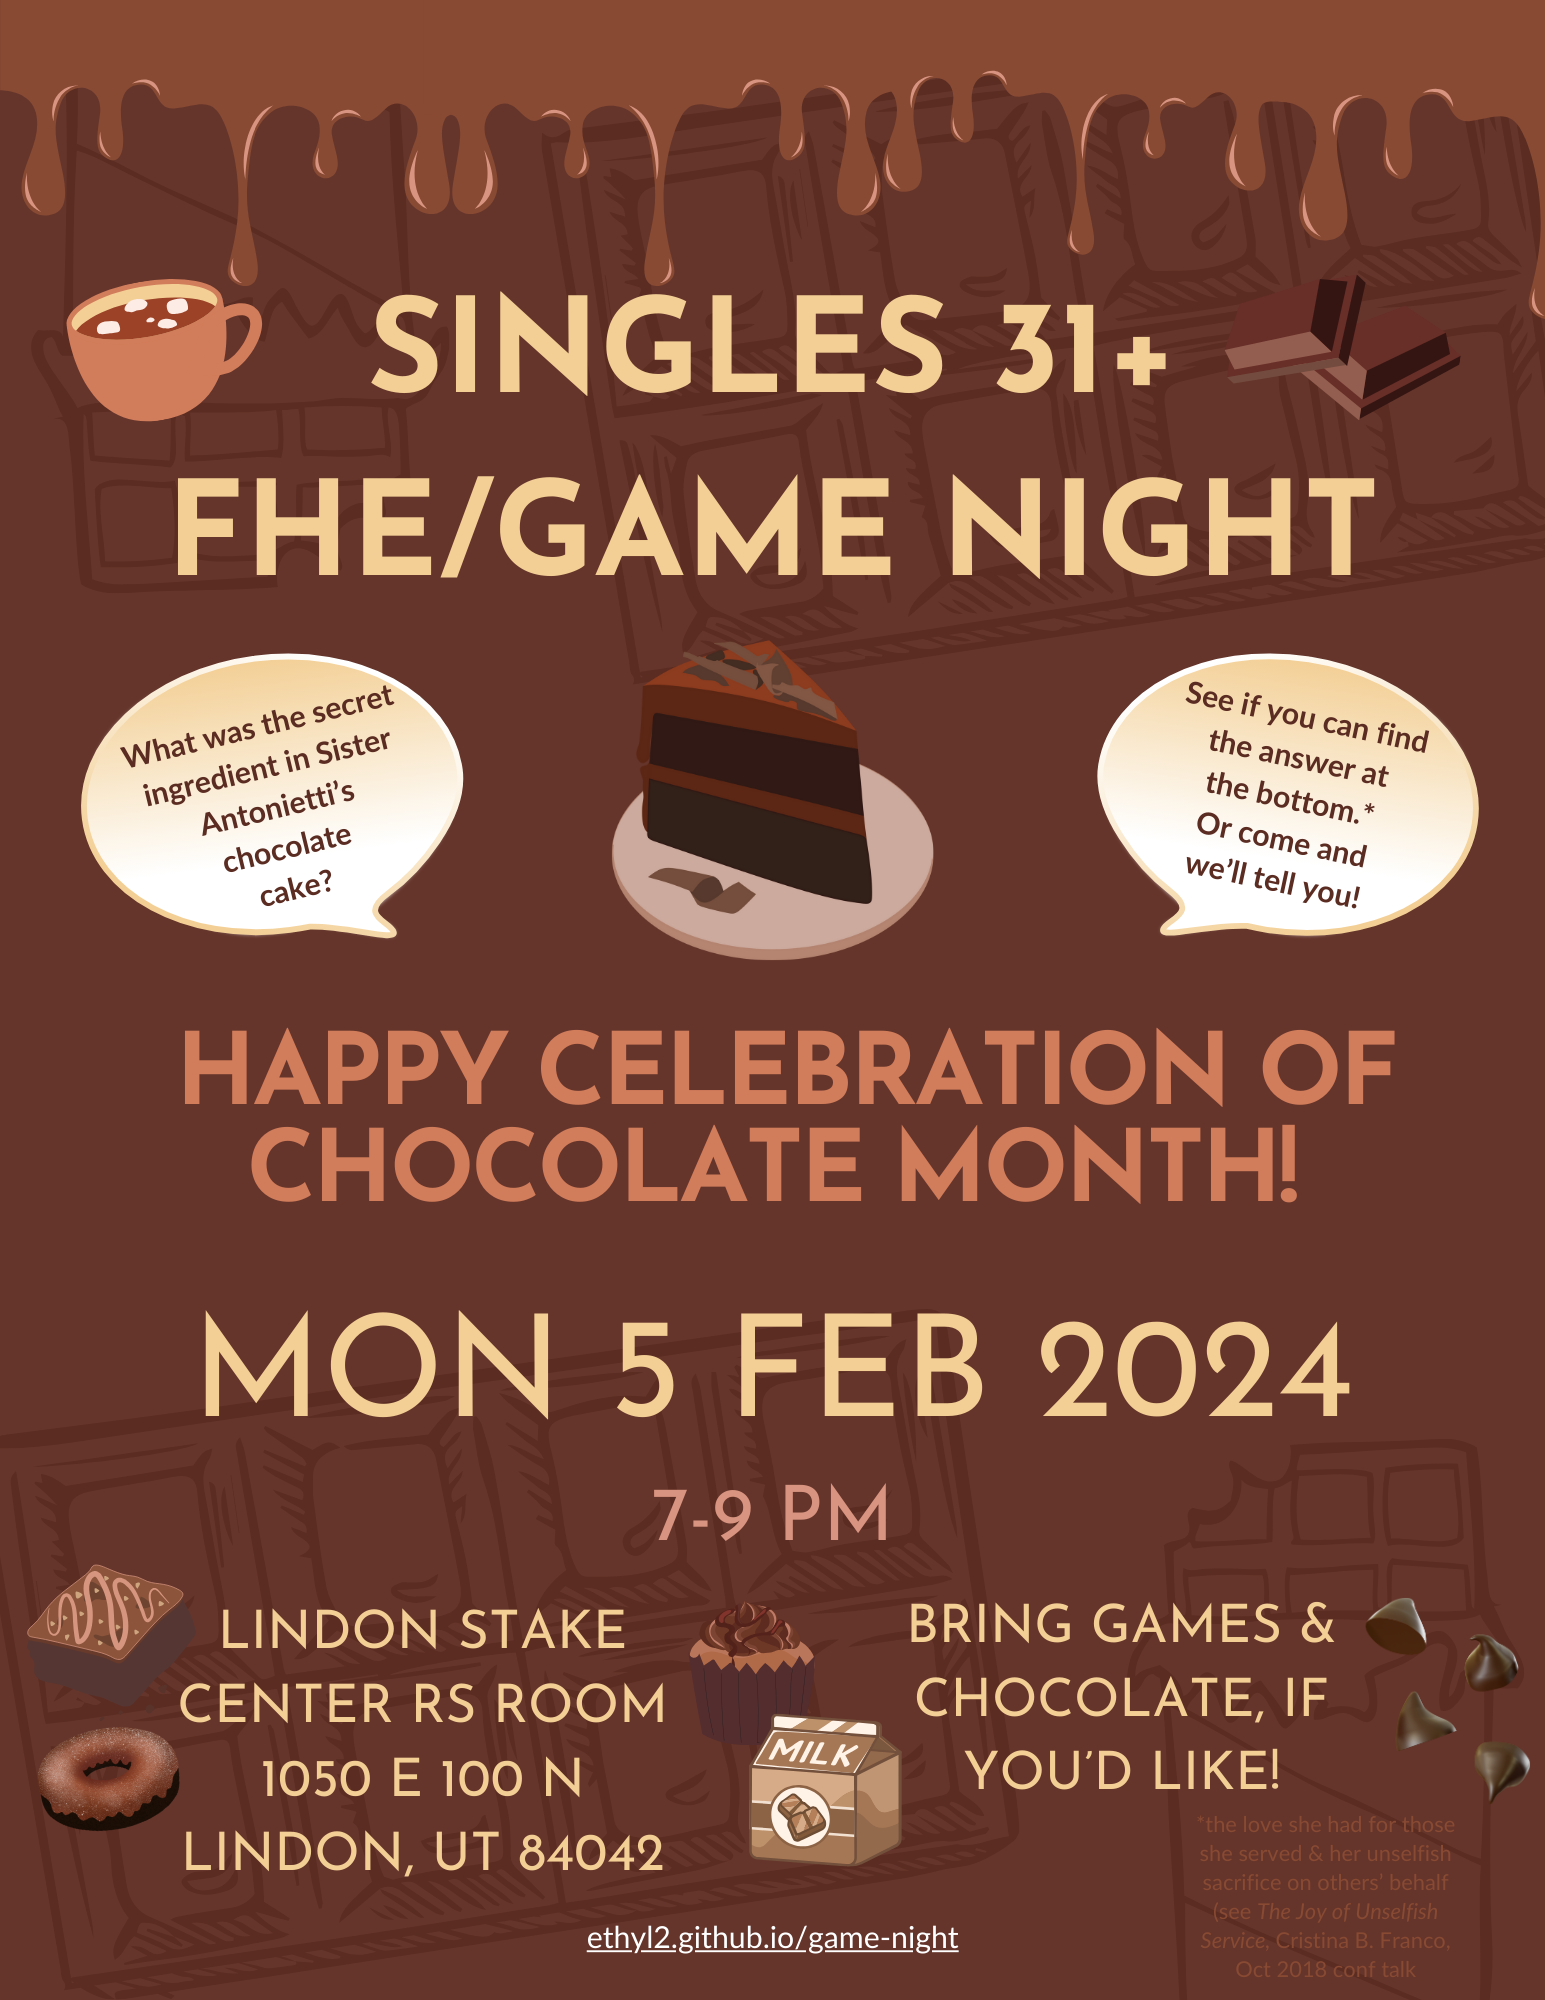 SINGLES 31+
FHE/GAME NIGHT
What was the secret
ingredient in Sister
Antonietti's
chocolate
cake?
See if you can find
the answer at
the bottom.*
Or come and
we'll tell you!
HAPPY CELEBRATION OF
CHOCOLATE MONTH!
MON 5 FEB 2024
7-9 PM
LINDON STAKE
CENTER RS ROOM
1050 E 100 N
LINDON, UT 84042
MILK
BRING GAMES &
CHOCOLATE, IF
YOU'D LIKE!
*the love she had for those
she served & her unselfish
sacrifice on others' behalf
(see The Joy of Unselfish
Service, Cristina B. Franco,
Oct 2018 conf talk
ethyl2.github.io/game-night